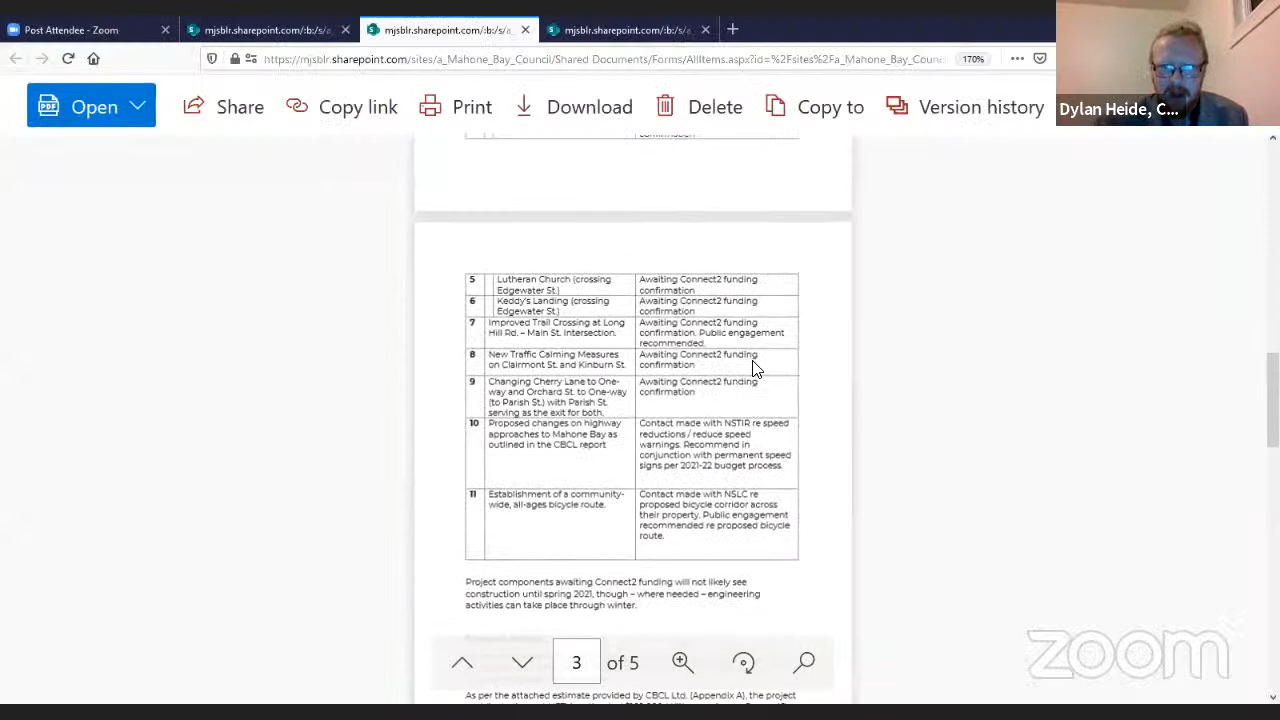 Post Attendee - Zoom
mjsblr.sharepoint.com/:b:/s/a_
mjsblr.sharepoint.com/:b:/s/a_
mjsblr.sharepoint.com/:b:/s/a_
https://mjsblr.sharepoint.com/sites/a_Mahone_Bay_Council/Shared Documents/Forms/AllItems.aspx?id=%2Fsites%2Fa_Mahone_Bay_Counc
170%
Open
Share
Copy link
Print
Download
Delete
Copy to
Version history
Dylan Heide, C...
confirmation
5 Lutheran Church (crossing Awaiting Connect2 funding
Edgewater St.) confirmation
6 Keddy's Landing (crossing Awaiting Connect2 funding
Edgewater St.) confirmation
7 Improved Trail Crossing at Long Awaiting Connect2 funding
Hill Rd. – Main St. Intersection. confirmation. Public engagement
recommended.
8 New Traffic Calming Measures Awaiting Connect2 funding
on Clairmont St. and Kinburn St. confirmation
9 Changing Cherry Lane to One- Awaiting Connect2 funding
way and Orchard St. to One-way confirmation
(to Parish St.) with Parish St.
serving as the exit for both.
10 Proposed changes on highway Contact made with NSTIR re speed
approaches to Mahone Bay as reductions / reduce speed
outlined in the CBCL report warnings. Recommend in
conjunction with permanent speed
signs per 2021-22 budget process.
11 Establishment of a community- Contact made with NSLC re
wide, all-ages bicycle route. proposed bicycle corridor across
their property. Public engagement
recommended re proposed bicycle
route.
Project components awaiting Connect2 funding will not likely see
construction until spring 2021, though – where needed – engineering
activities can take place through winter.
3 of 5
As per the attached estimate provided by CBCL Ltd. (Appendix A), the project
zoom